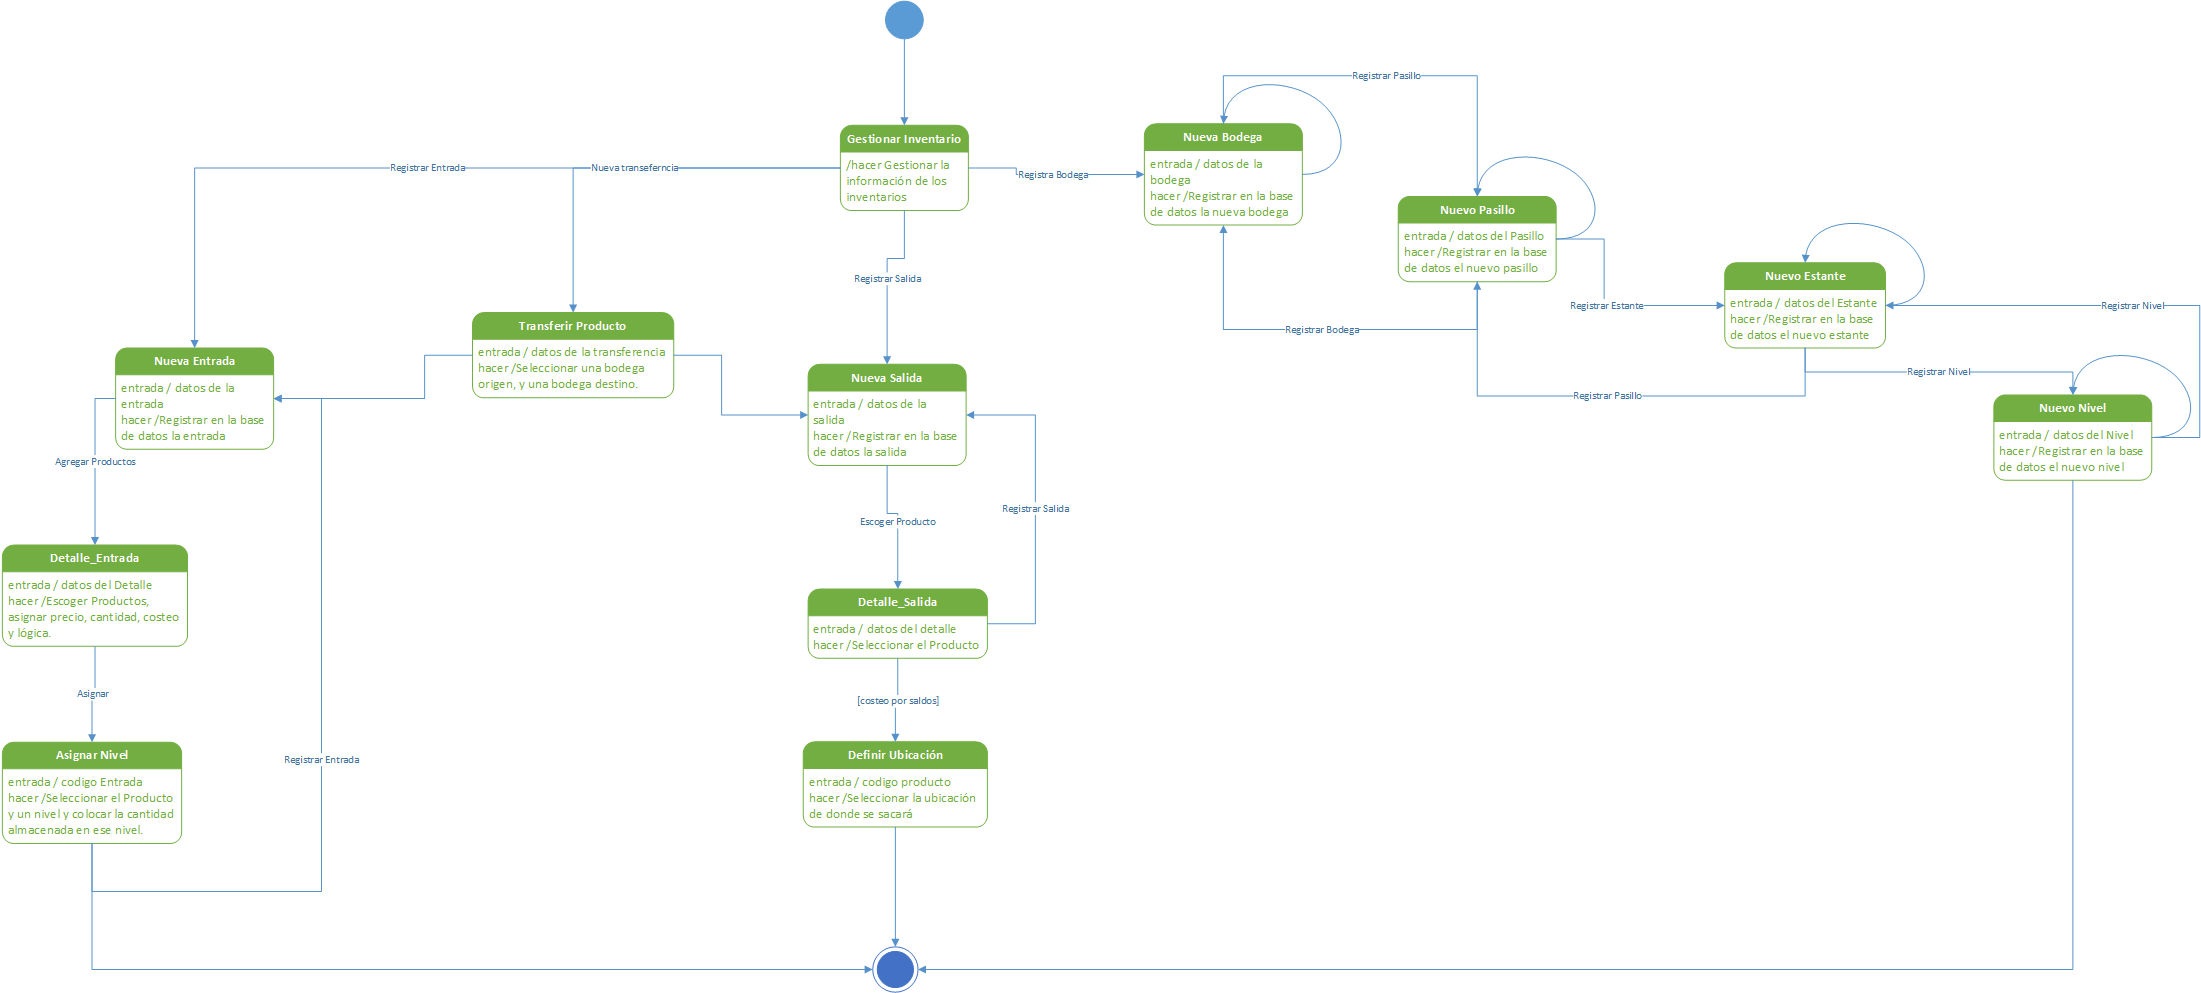 Registrar Pasillo
Gestionar Inventario
/hacer Gestionar la
información de los
inventarios
Registrar Entrada
Nueva transeferncia
Registra Bodega
Nueva Bodega
entrada / datos de la
bodega
hacer /Registrar en la base
de datos la nueva bodega
Nuevo Pasillo
entrada / datos del Pasillo
hacer /Registrar en la base
de datos el nuevo pasillo
Registrar Salida
Nuevo Estante
entrada / datos del Estante
hacer /Registrar en la base
de datos el nuevo estante
Registrar Estante
Registrar Nivel
Registrar Bodega
Transferir Producto
entrada / datos de la transferencia
hacer /Seleccionar una bodega
origen, y una bodega destino.
Nueva Entrada
entrada / datos de la
entrada
hacer /Registrar en la base
de datos la entrada
Nueva Salida
entrada / datos de la
salida
hacer /Registrar en la base
de datos la salida
Registrar Nivel
Registrar Pasillo
Nuevo Nivel
entrada / datos del Nivel
hacer /Registrar en la base
de datos el nuevo nivel
Agregar Productos
Registrar Salida
Escoger Producto
Detalle_Entrada
entrada / datos del Detalle
hacer /Escoger Productos,
asignar precio, cantidad, costeo
y lógica.
Detalle_Salida
entrada / datos del detalle
hacer /Seleccionar el Producto
Asignar
[costeo por saldos]
Asignar Nivel
entrada / codigo Entrada
hacer /Seleccionar el Producto
y un nivel y colocar la cantidad
almacenada en ese nivel.
Registrar Entrada
Definir Ubicación
entrada / codigo producto
hacer /Seleccionar la ubicación
de donde se sacará